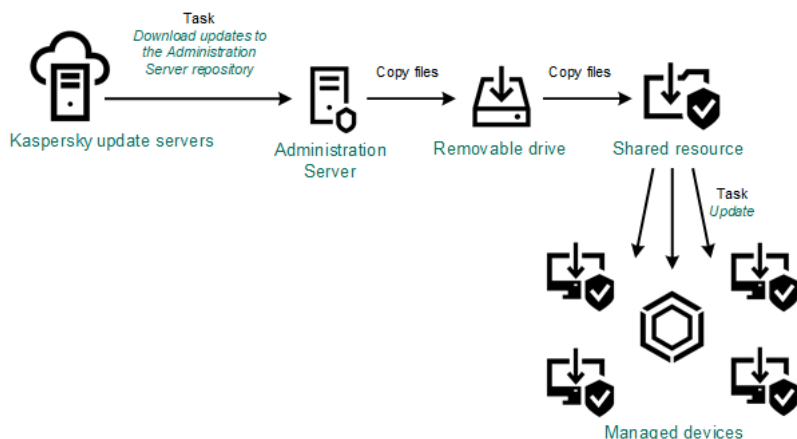 Task
Download updates to
the Administration
Server repository
Kaspersky update servers
Copy files
Administration
Server
Removable drive
Copy files
Shared resource
Task
Update
Managed devices